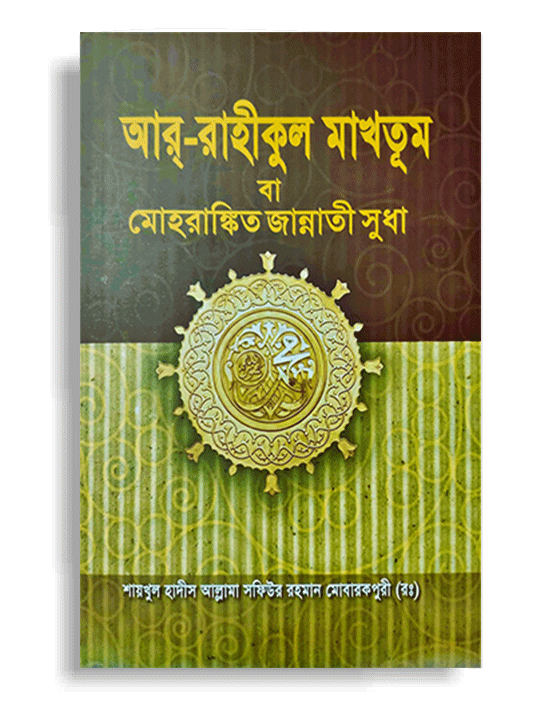 আর্-রাহীকুল মাখতূম
বা
মোহরাঙ্কিত জান্নাতী সুধা
শায়খুল হাদীস আল্লামা সফিউর রহমান মোবারকপুরী (রঃ)